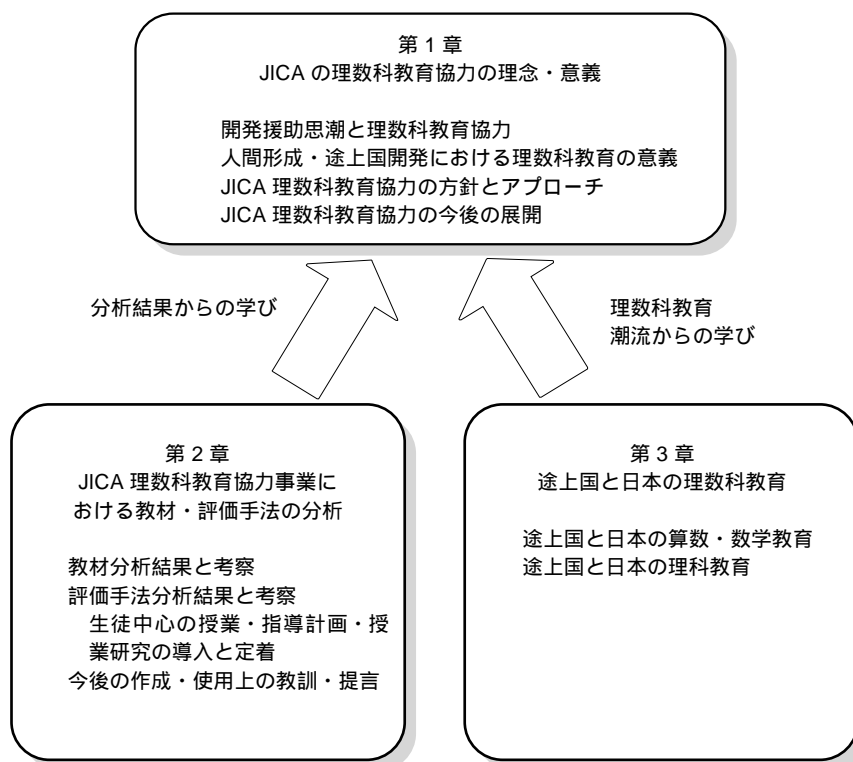 第 1 章
JICA の理数科教育協力の理念・意義
開発援助思潮と理数科教育協力
人間形成・途上国開発における理数科教育の意義
JICA 理数科教育協力の方針とアプローチ
JICA 理数科教育協力の今後の展開
分析結果からの学び
理数科教育
潮流からの学び
第 2 章
JICA 理数科教育協力事業に
おける教材・評価手法の分析
教材分析結果と考察
評価手法分析結果と考察
生徒中心の授業・指導計画・授
業研究の導入と定着
今後の作成・使用上の教訓・提言
第 3 章
途上国と日本の理数科教育
途上国と日本の算数・数学教育
途上国と日本の理科教育